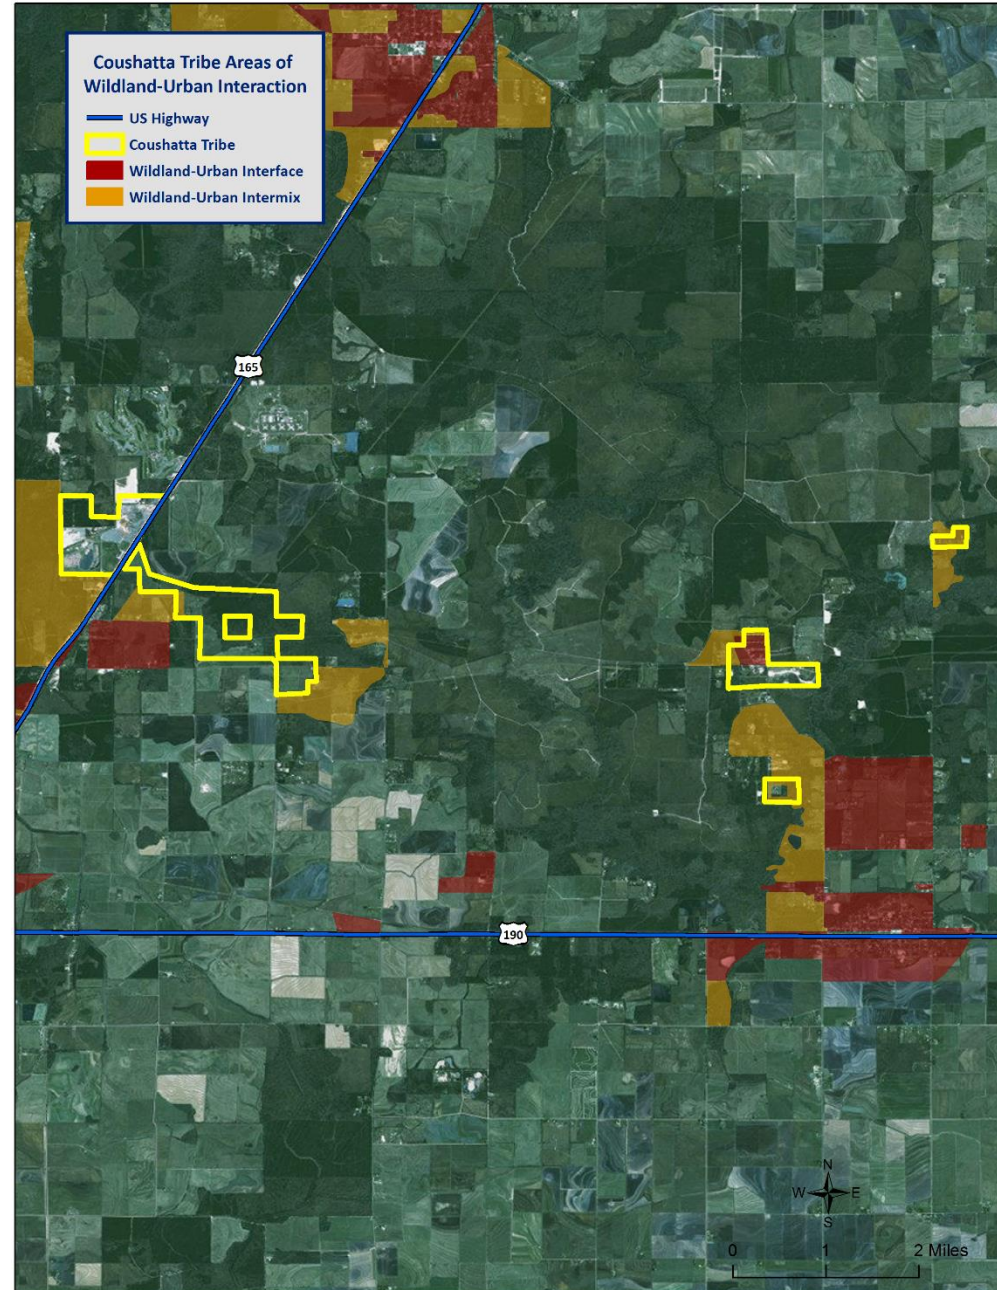 Coushatta Tribe Areas of
Wildland-Urban Interaction
US Highway
Coushatta Tribe
Wildland-Urban Interface
Wildland-Urban Intermix
165
190
N
W E
S
0 1 2 Miles